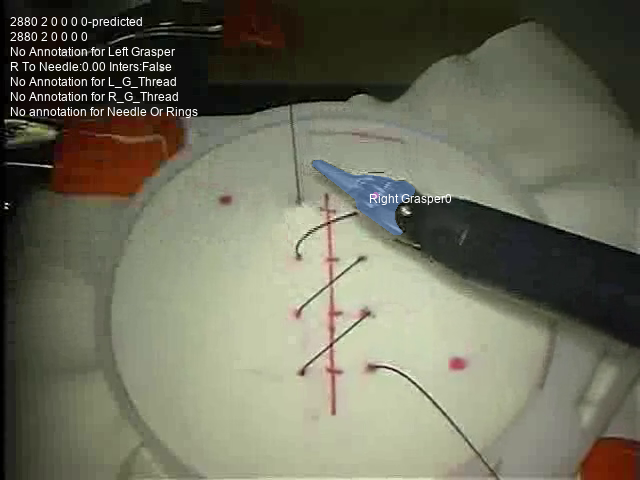 2880 2 0 0 0 0-predicted
2880 2 0 0 0 0
No Annotation for Left Grasper
R To Needle:0.00 Inters:False
No Annotation for L_G_Thread
No Annotation for R_G_Thread
No annotation for Needle Or Rings
Right Grasper0